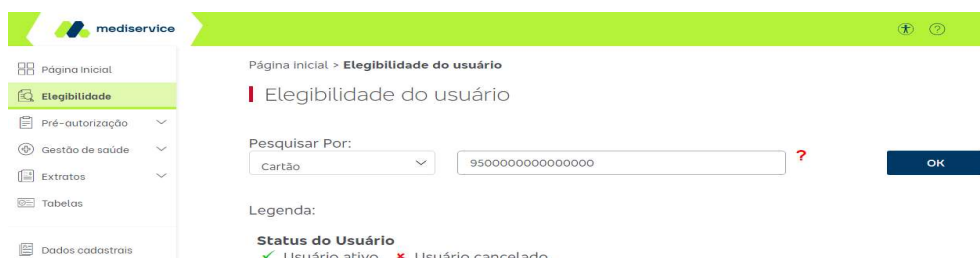 mediservice
Página Inicial
Elegibilidade
Pré-autorização
Gestão de saúde
Extratos
Tabelas
Dados cadastrais
Página inicial > Elegibilidade do usuário
Elegibilidade do usuário
Pesquisar Por:
Cartão
9500000000000000
?
OK
Legenda:
Status do Usuário
Usuário ativo Usuário cancelado